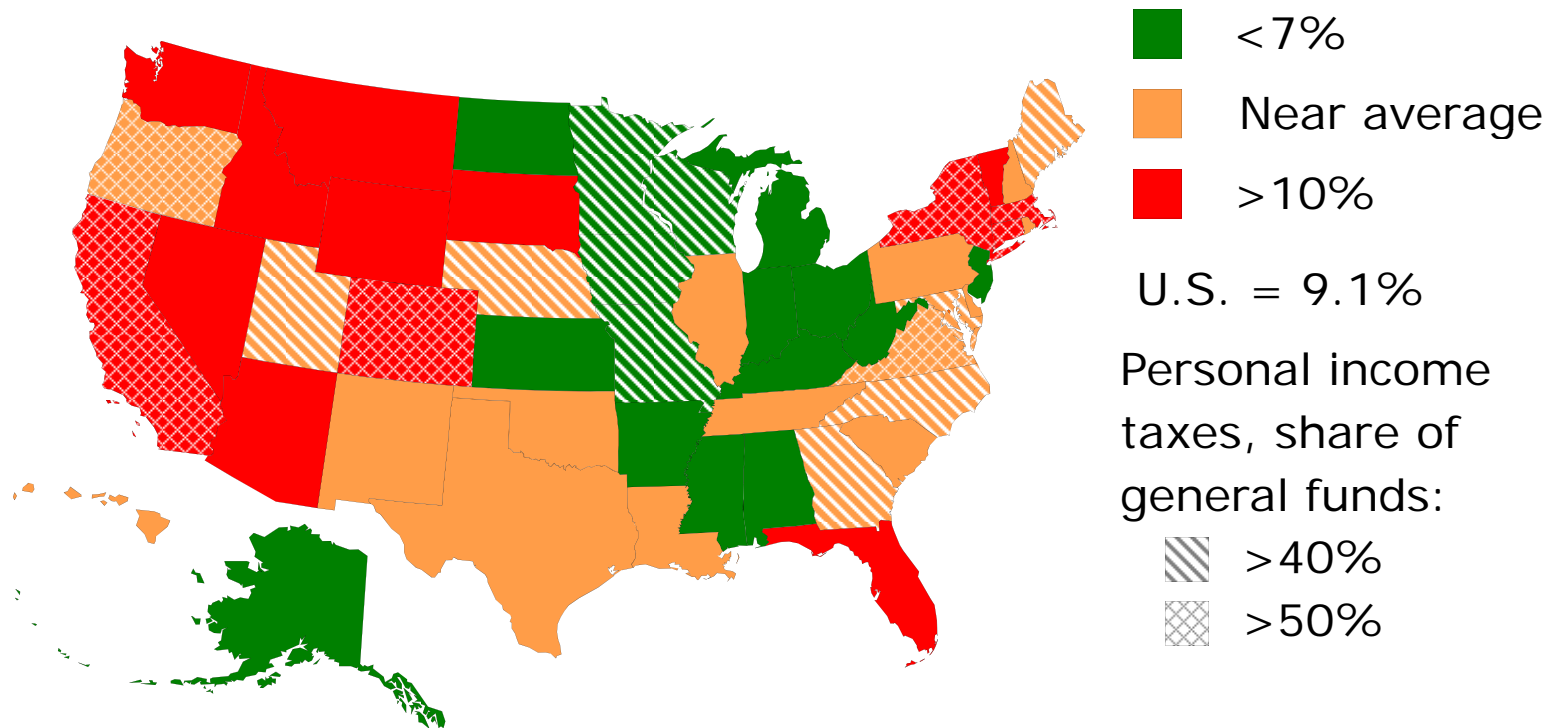 <7%
Near average
>10%
U.S. = 9.1%
Personal income
taxes, share of
general funds:
>40%
>50%